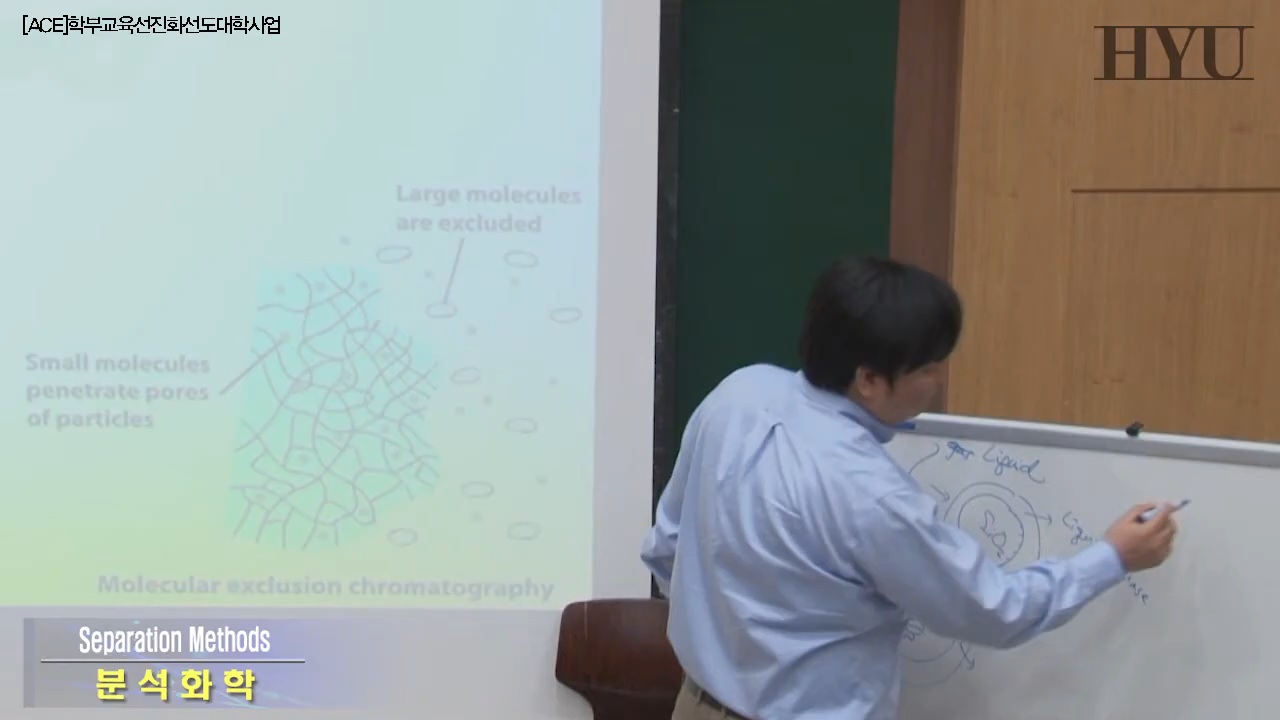 [ACE]학부교육선진화선도대학사업
HYU
Large molecules
are excluded
Small molecules
penetrate pores
of particles
Molecular exclusion chromatography
Liquid
SiO₂
Separation Methods
분석화학